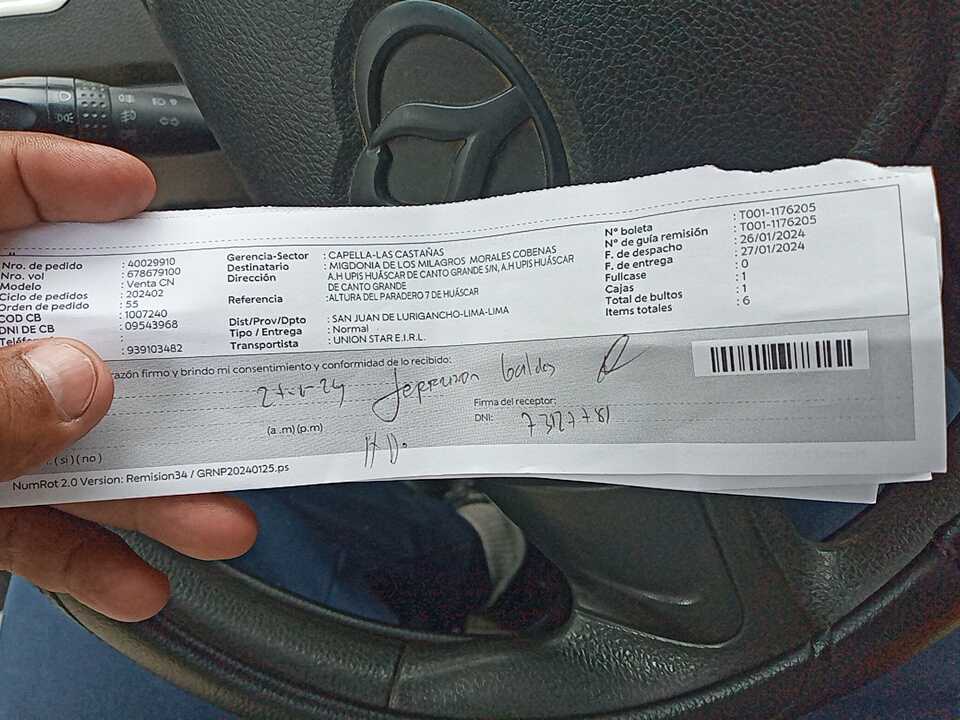 Nro. de pedido : 40029910
Nro. vol : 678679100
Modelo : Venta CN
Ciclo de pedidos : 202402
Orden de pedido : 55
COD CB : 1007240
DNI DE CB : 09543968
: 939103482
Gerencia-Sector : CAPELLA-LAS CASTAÑAS
Destinatario : MIGDONIA DE LOS MILAGROS MORALES COBENAS
Dirección : A.H UPIS HUÁSCAR DE CANTO GRANDE S/N, A.H UPIS HUÁSCAR
DE CANTO GRANDE
Referencia : ALTURA DEL PARADERO 7 DE HUÁSCAR
Dist/Prov/Dpto : SAN JUAN DE LURIGANCHO-LIMA-LIMA
Tipo / Entrega : Normal
Transportista : UNION STAR E.I.R.L.
N° boleta : T001-1176205
N° de guía remisión : T001-1176205
F. de despacho : 26/01/2024
F. de entrega : 27/01/2024
Fullcase : 0
Cajas : 1
Total de bultos : 1
Items totales : 6
razón firmo y brindo mi consentimiento y conformidad de lo recibido:
(a .m) (p.m)
Firma del receptor:
DNI:
( si ) ( no )
NumRot 2.0 Version: Remision34 / GRNP20240125.ps